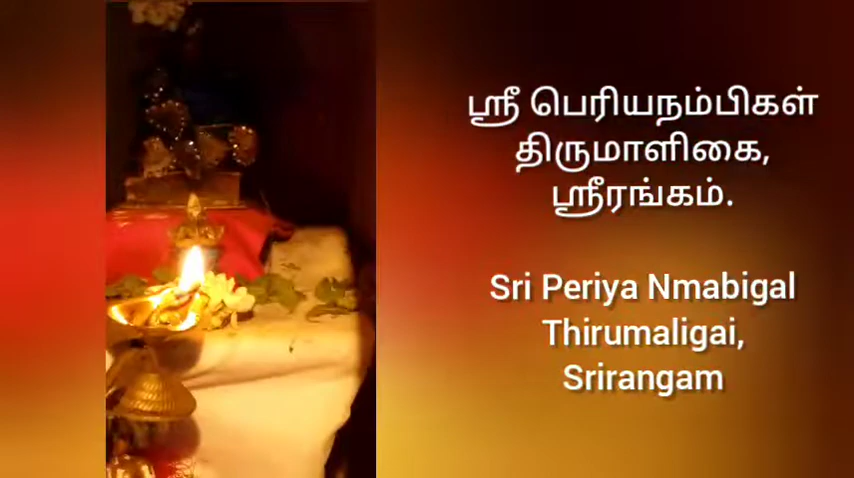 ஸ்ரீ பெரியநம்பிகள்
திருமாளிகை,
ஸ்ரீரங்கம்.
Sri Periya Nmabigal
Thirumaligai,
Srirangam